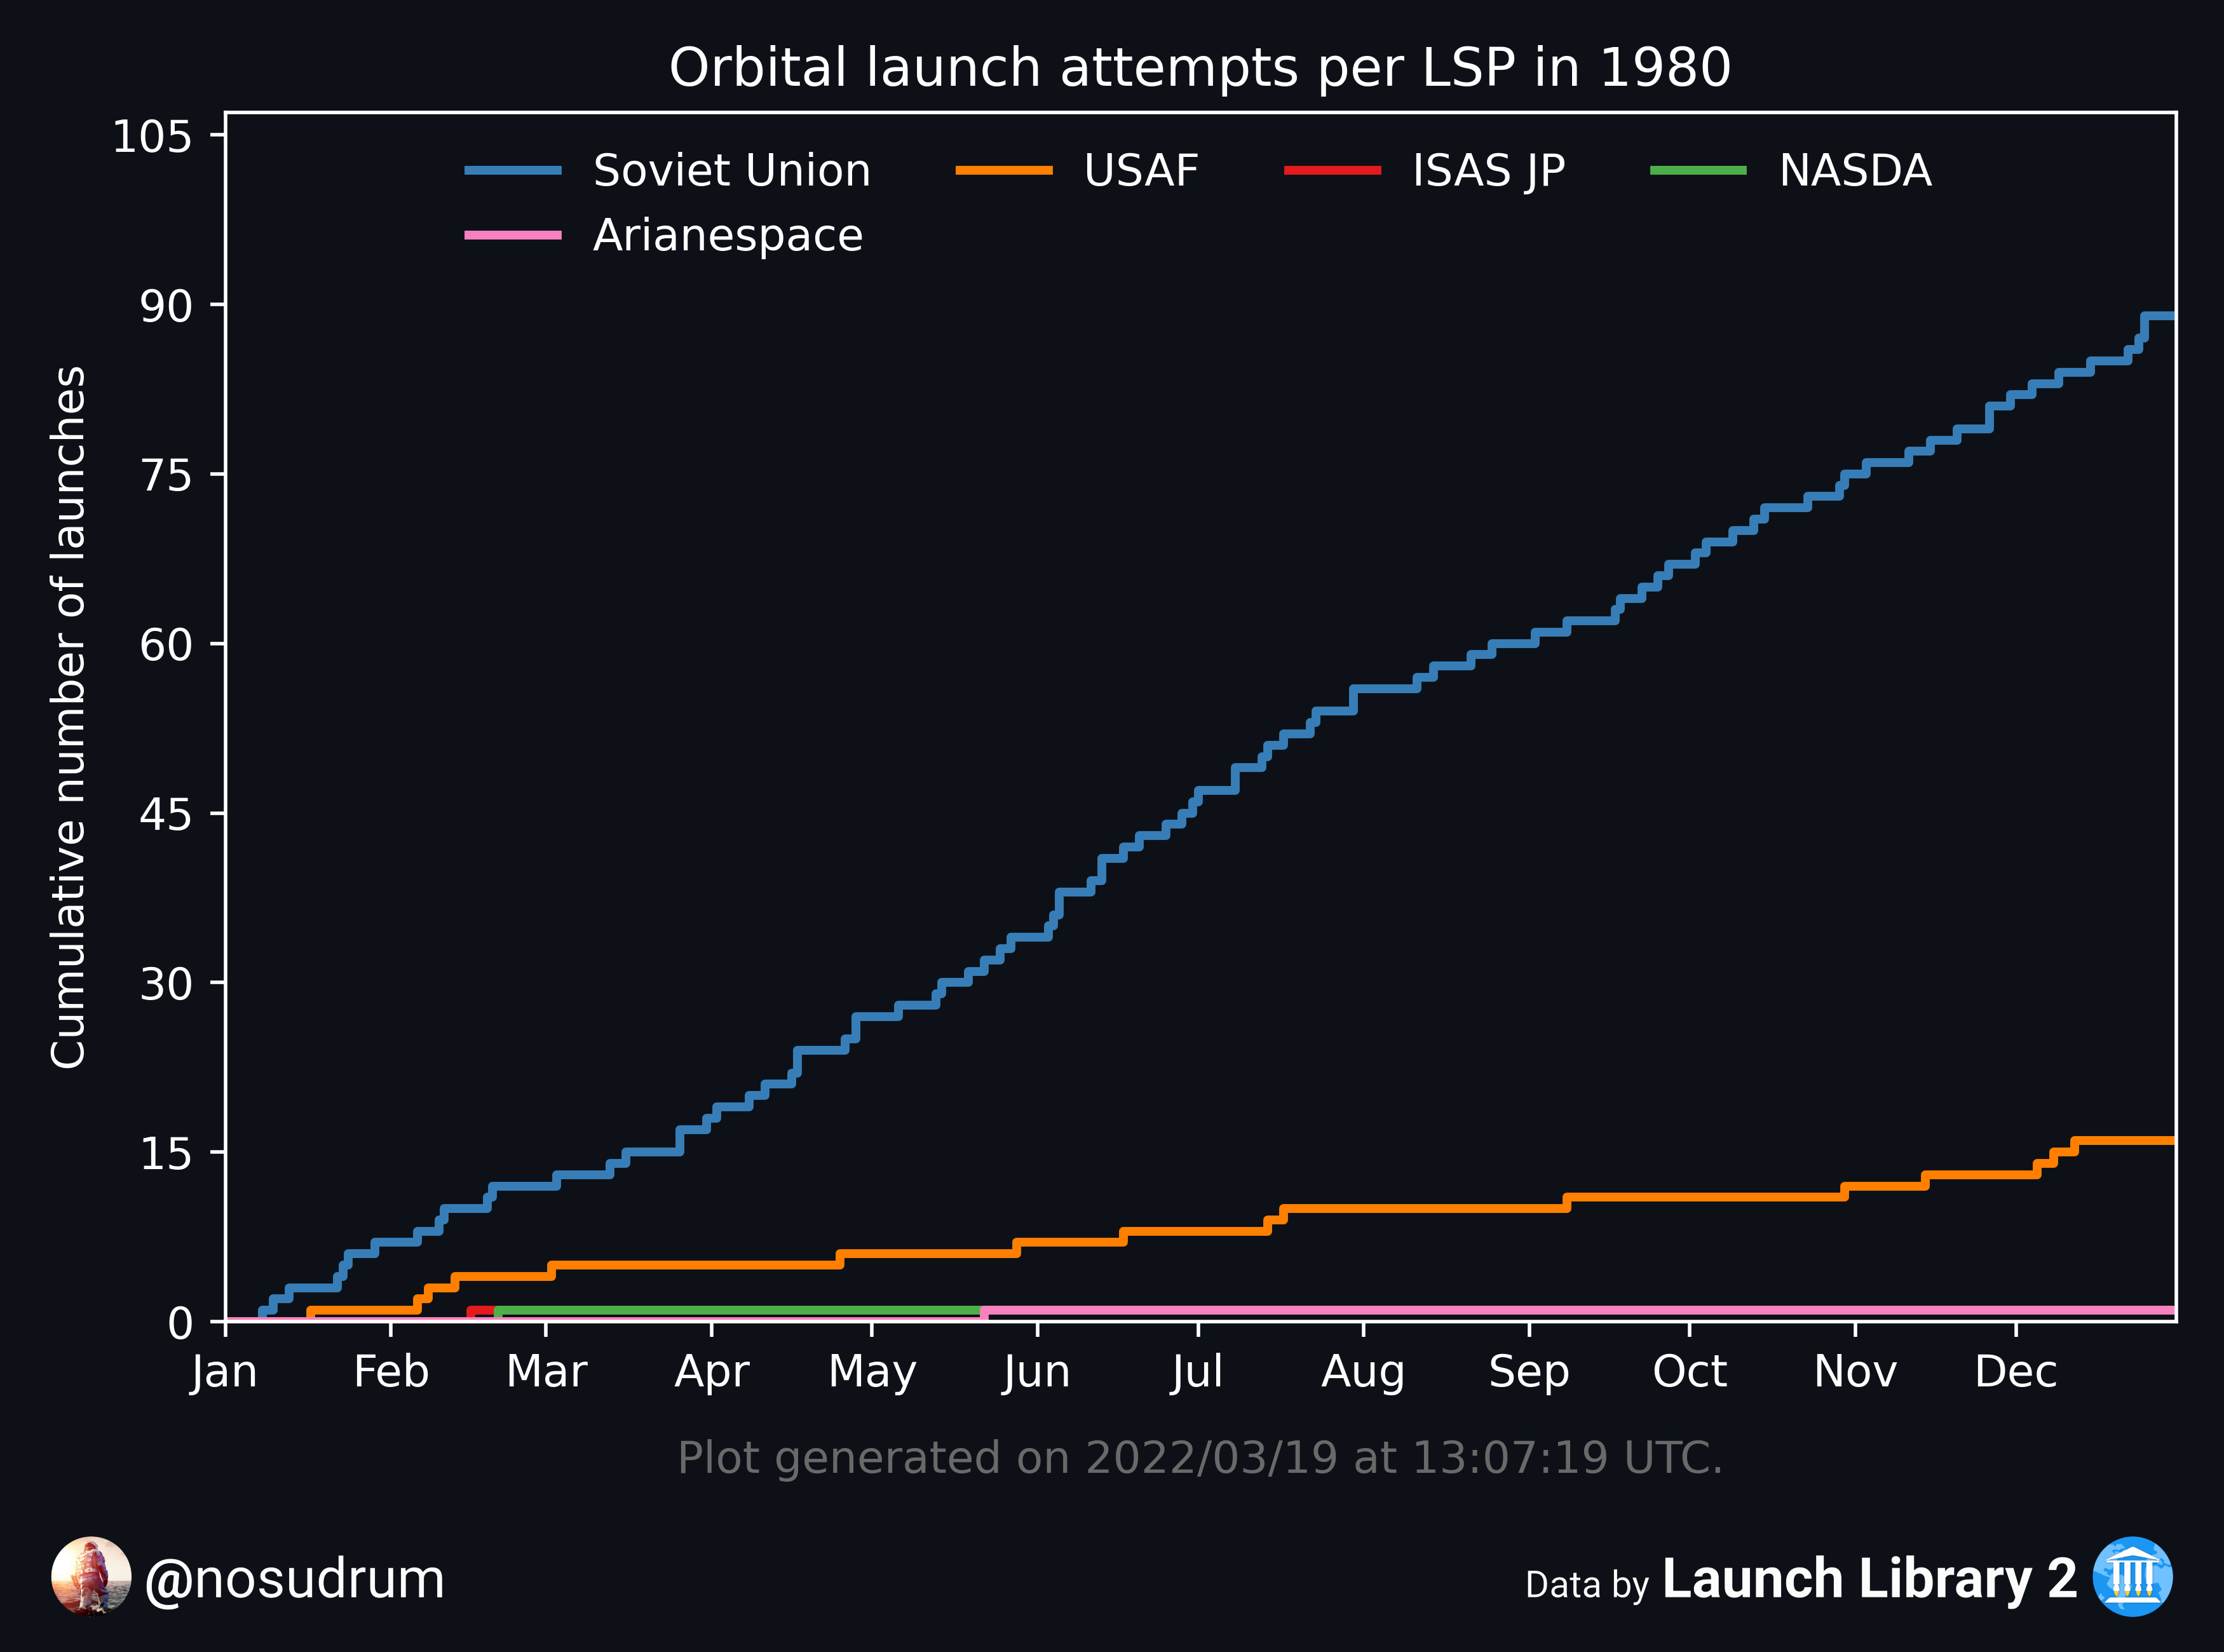 Orbital launch attempts per LSP in 1980
Soviet Union USAF ISAS JP NASDA
Arianespace
Cumulative number of launches
105
90
75
60
45
30
15
0
Jan Feb Mar Apr May Jun Jul Aug Sep Oct Nov Dec
Plot generated on 2022/03/19 at 13:07:19 UTC.
@nosudrum
Data by Launch Library 2